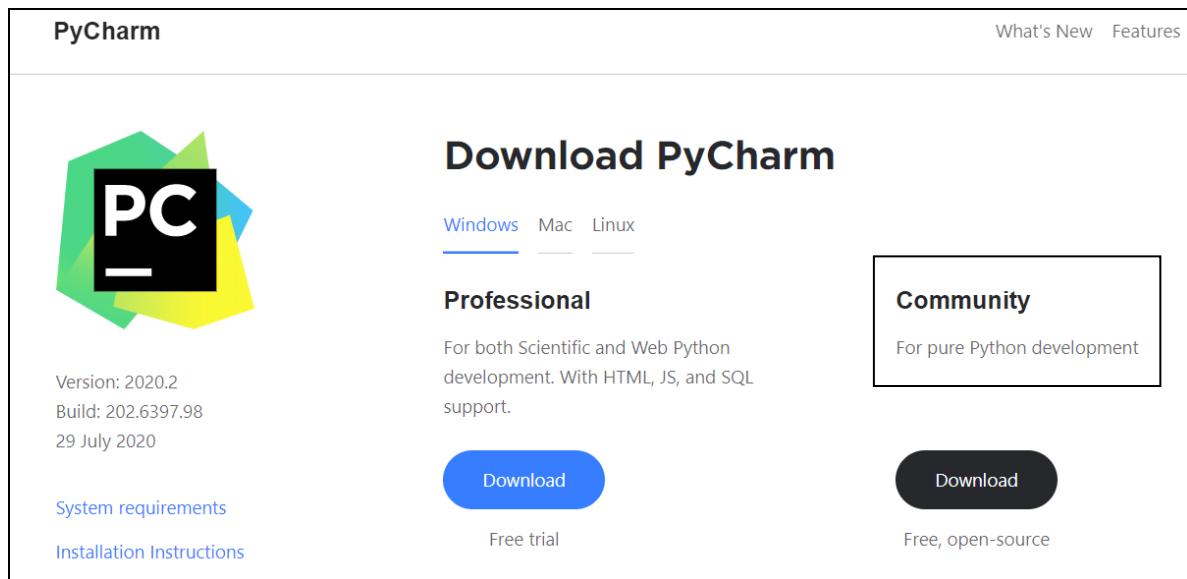 PyCharm
What's New Features
PC
Download PyCharm
Windows Mac Linux
Professional
For both Scientific and Web Python
development. With HTML, JS, and SQL
support.
Download
Free trial
Community
For pure Python development
Download
Free, open-source
Version: 2020.2
Build: 202.6397.98
29 July 2020
System requirements
Installation Instructions